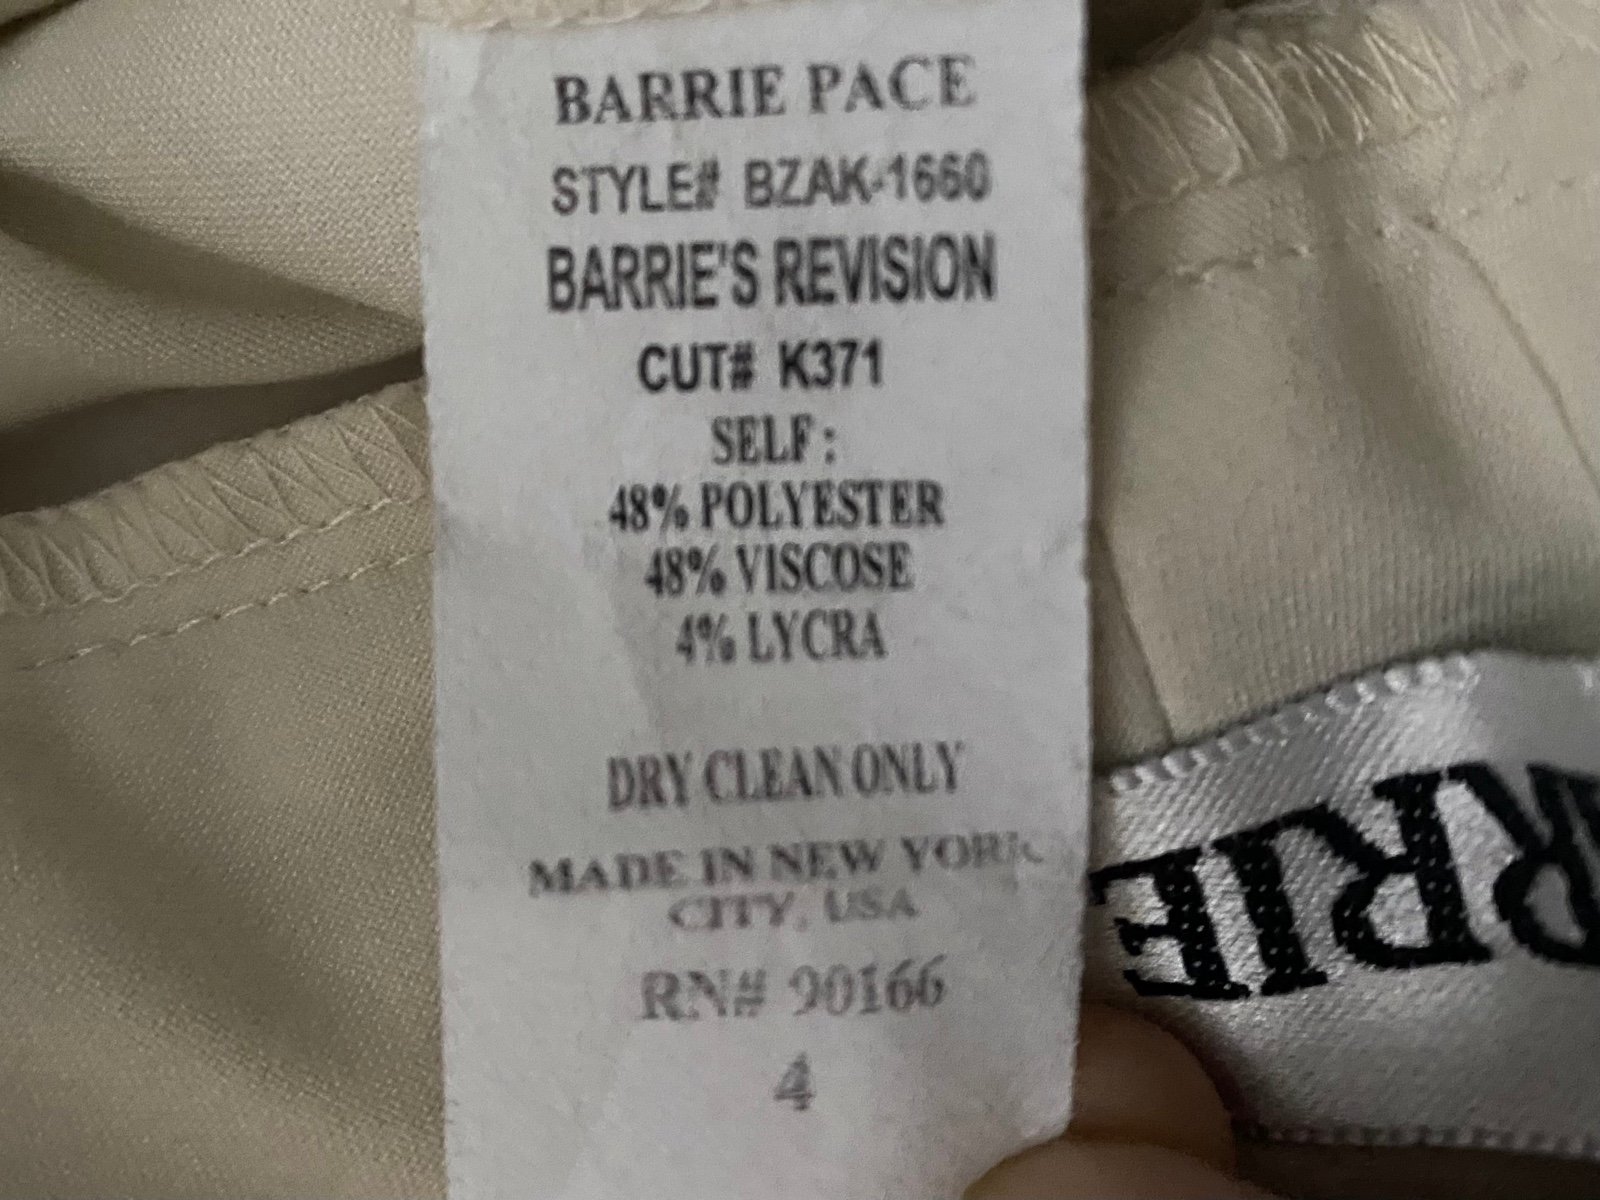 BARRIE PACE
STYLE# BZAK-1660
BARRIE'S REVISION
CUT# K371
SELF:
48% POLYESTER
48% VISCOSE
4% LYCRA
DRY CLEAN ONLY
MADE IN NEW YORK
CITY, USA
RN# 90166
4
RRIE